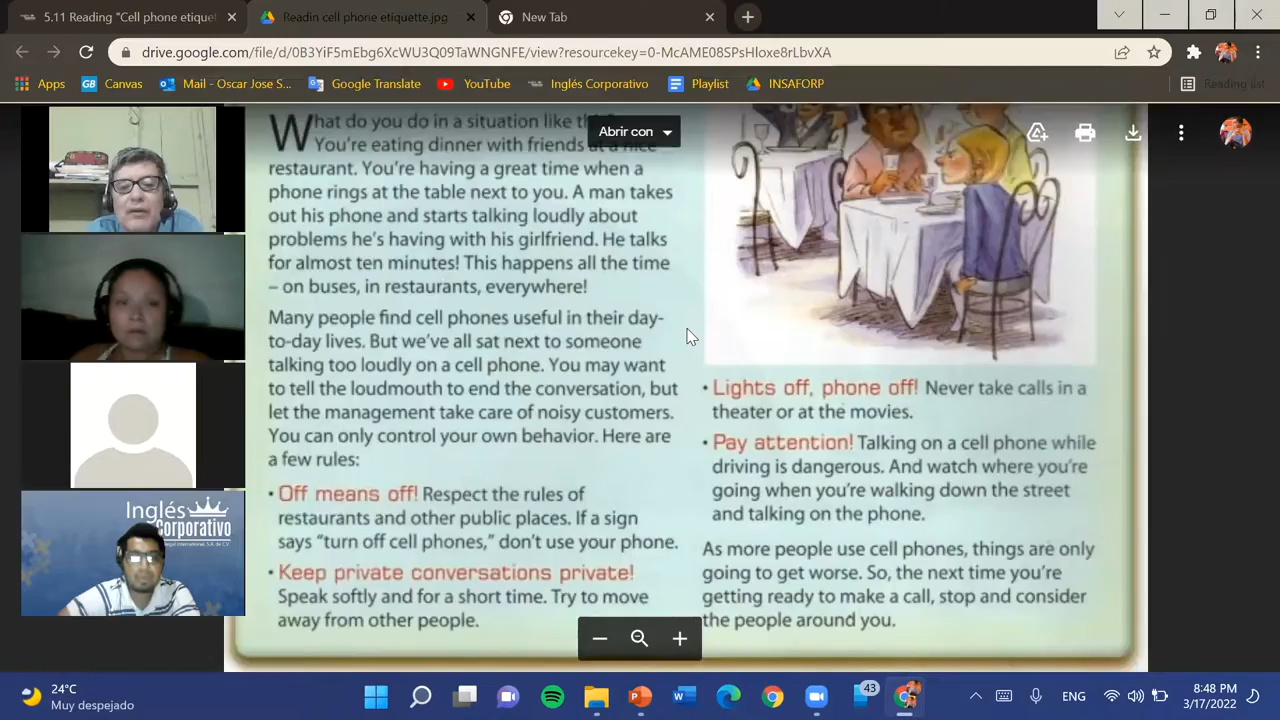 5.11 Reading "Cell phone etiquet
Readin cell phone etiquette.jpg
New Tab
drive.google.com/file/d/0B3YiF5mEbg6XcWU3Q09TaWNGNFE/view?resourcekey=0-McAME08SPsHIoxe8rLbvXA
Apps
Canvas
Mail - Oscar Jose S...
Google Translate
YouTube
Inglés Corporativo
Playlist
INSAFORP
Reading list
Abrir con
What do you do in a situation like
You're eating dinner with friends at a nice
restaurant. You're having a great time when a
phone rings at the table next to you. A man takes
out his phone and starts talking loudly about
problems he's having with his girlfriend. He talks
for almost ten minutes! This happens all the time
– on buses, in restaurants, everywhere!
Many people find cell phones useful in their day-
to-day lives. But we've all sat next to someone
talking too loudly on a cell phone. You may want
to tell the loudmouth to end the conversation, but
let the management take care of noisy customers.
You can only control your own behavior. Here are
a few rules:
• Off means off! Respect the rules of
restaurants and other public places. If a sign
says "turn off cell phones," don't use your phone.
• Keep private conversations private!
Speak softly and for a short time. Try to move
away from other people.
• Lights off, phone off! Never take calls in a
theater or at the movies.
• Pay attention! Talking on a cell phone while
driving is dangerous. And watch where you're
going when you're walking down the street
and talking on the phone.
As more people use cell phones, things are only
going to get worse. So, the next time you're
getting ready to make a call, stop and consider
the people around you.
Inglés
Corporativo
24°C
Muy despejado
43
ENG
8:48 PM
3/17/2022